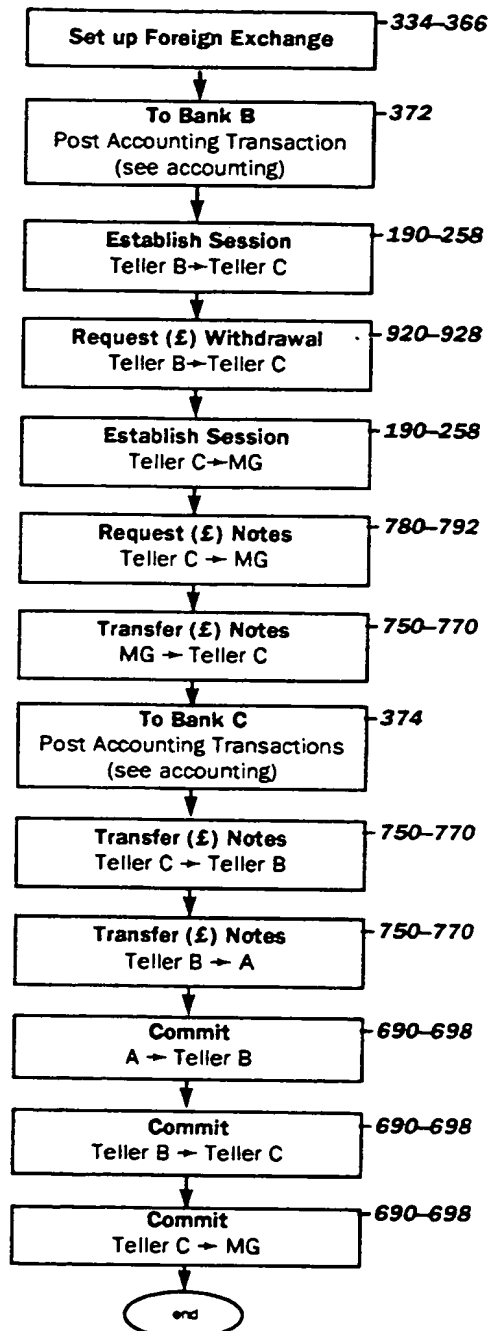 Set up Foreign Exchange
334–366
To Bank B
372
Post Accounting Transaction
(see accounting)
Establish Session
190–258
Teller B→Teller C
Request (£) Withdrawal
920–928
Teller B→Teller C
Establish Session
190–258
Teller C→MG
Request (£) Notes
780–792
Teller C → MG
Transfer (£) Notes
750–770
MG → Teller C
To Bank C
374
Post Accounting Transactions
(see accounting)
Transfer (£) Notes
750–770
Teller C → Teller B
Transfer (£) Notes
750–770
Teller B → A
Commit
690–698
A → Teller B
Commit
690–698
Teller B → Teller C
Commit
690–698
Teller C → MG
end